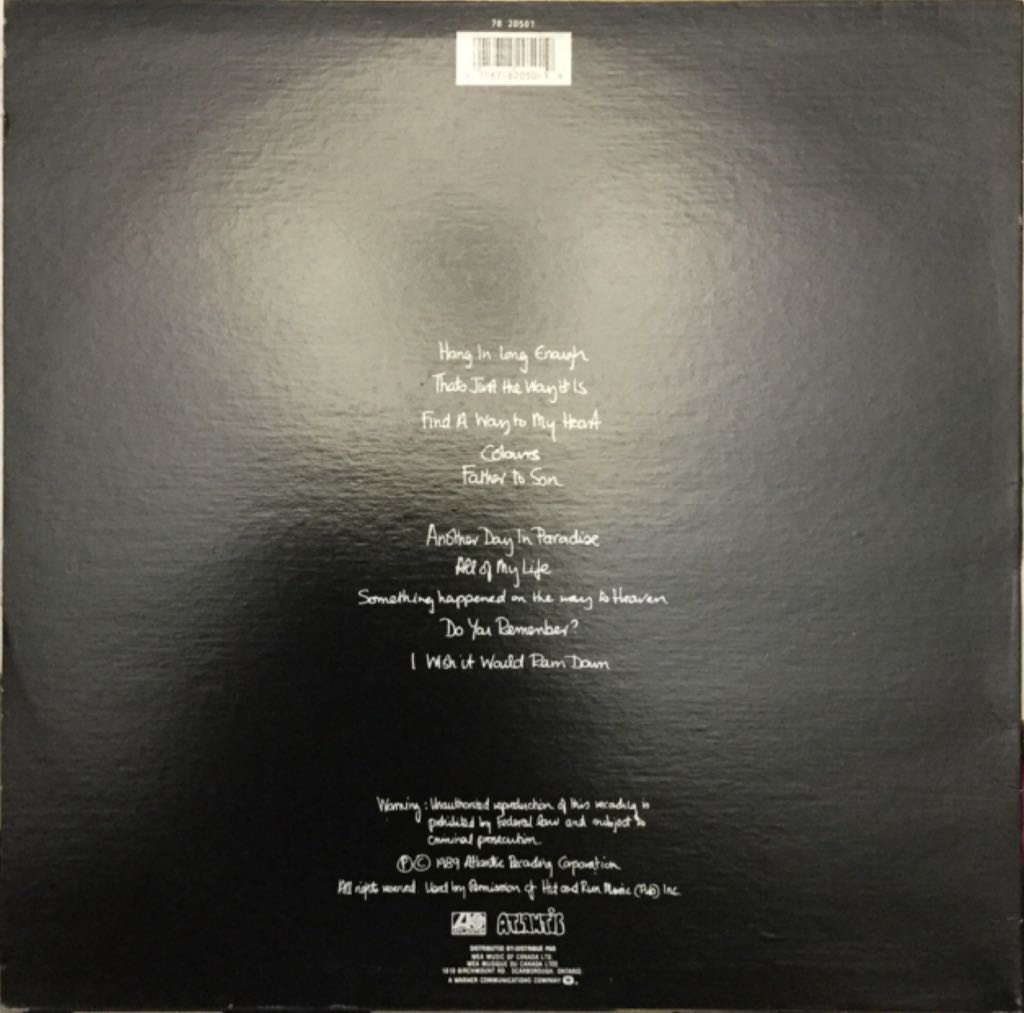 78 20501
Hang In Long Enough
Thats Just the Way It Is
Find A Way to My Heart
Colours
Father to Son
Another Day In Paradise
All of My Life
Something happened on the way to Heaven
Do You Remember?
I Wish it Would Rain Down
Warning: Unauthorized reproduction of this recording is
prohibited by Federal law and subject to
criminal prosecution.
℗ © 1989 Atlantic Recording Corporation
All right reserved Used by Permission of Hit and Run Music (Pub) Inc.
ATLANTIC
DISTRIBUTED BY/DISTRIBUÉ PAR
WEA MUSIC OF CANADA LTD.
WEA MUSIQUE DU CANADA LTÉE
1810 BIRCHMOUNT RD. SCARBOROUGH, ONTARIO
A WARNER COMMUNICATIONS COMPANY